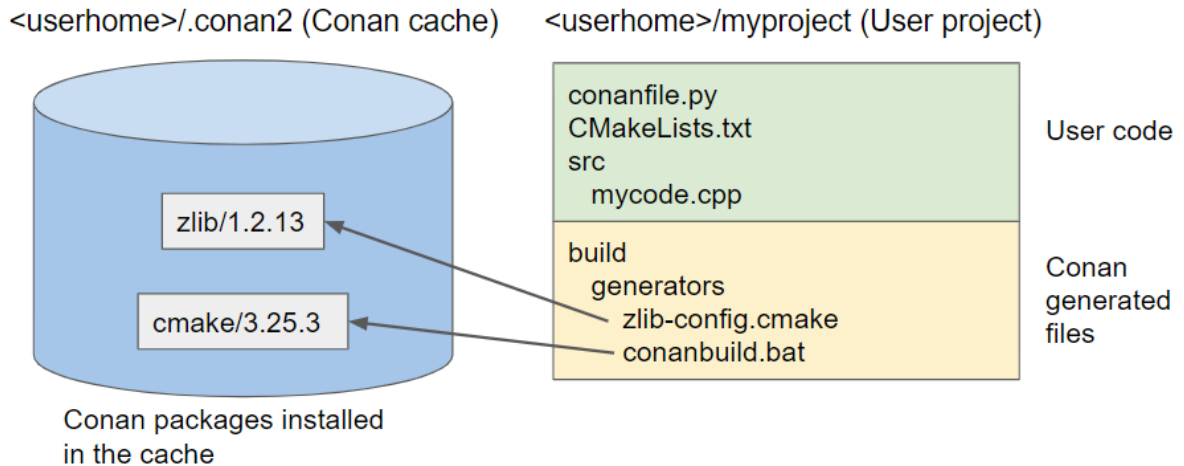 <userhome>/.conan2 (Conan cache)
<userhome>/myproject (User project)
zlib/1.2.13
cmake/3.25.3
Conan packages installed
in the cache
conanfile.py
CMakeLists.txt
src
mycode.cpp
User code
build
generators
zlib-config.cmake
conanbuild.bat
Conan
generated
files